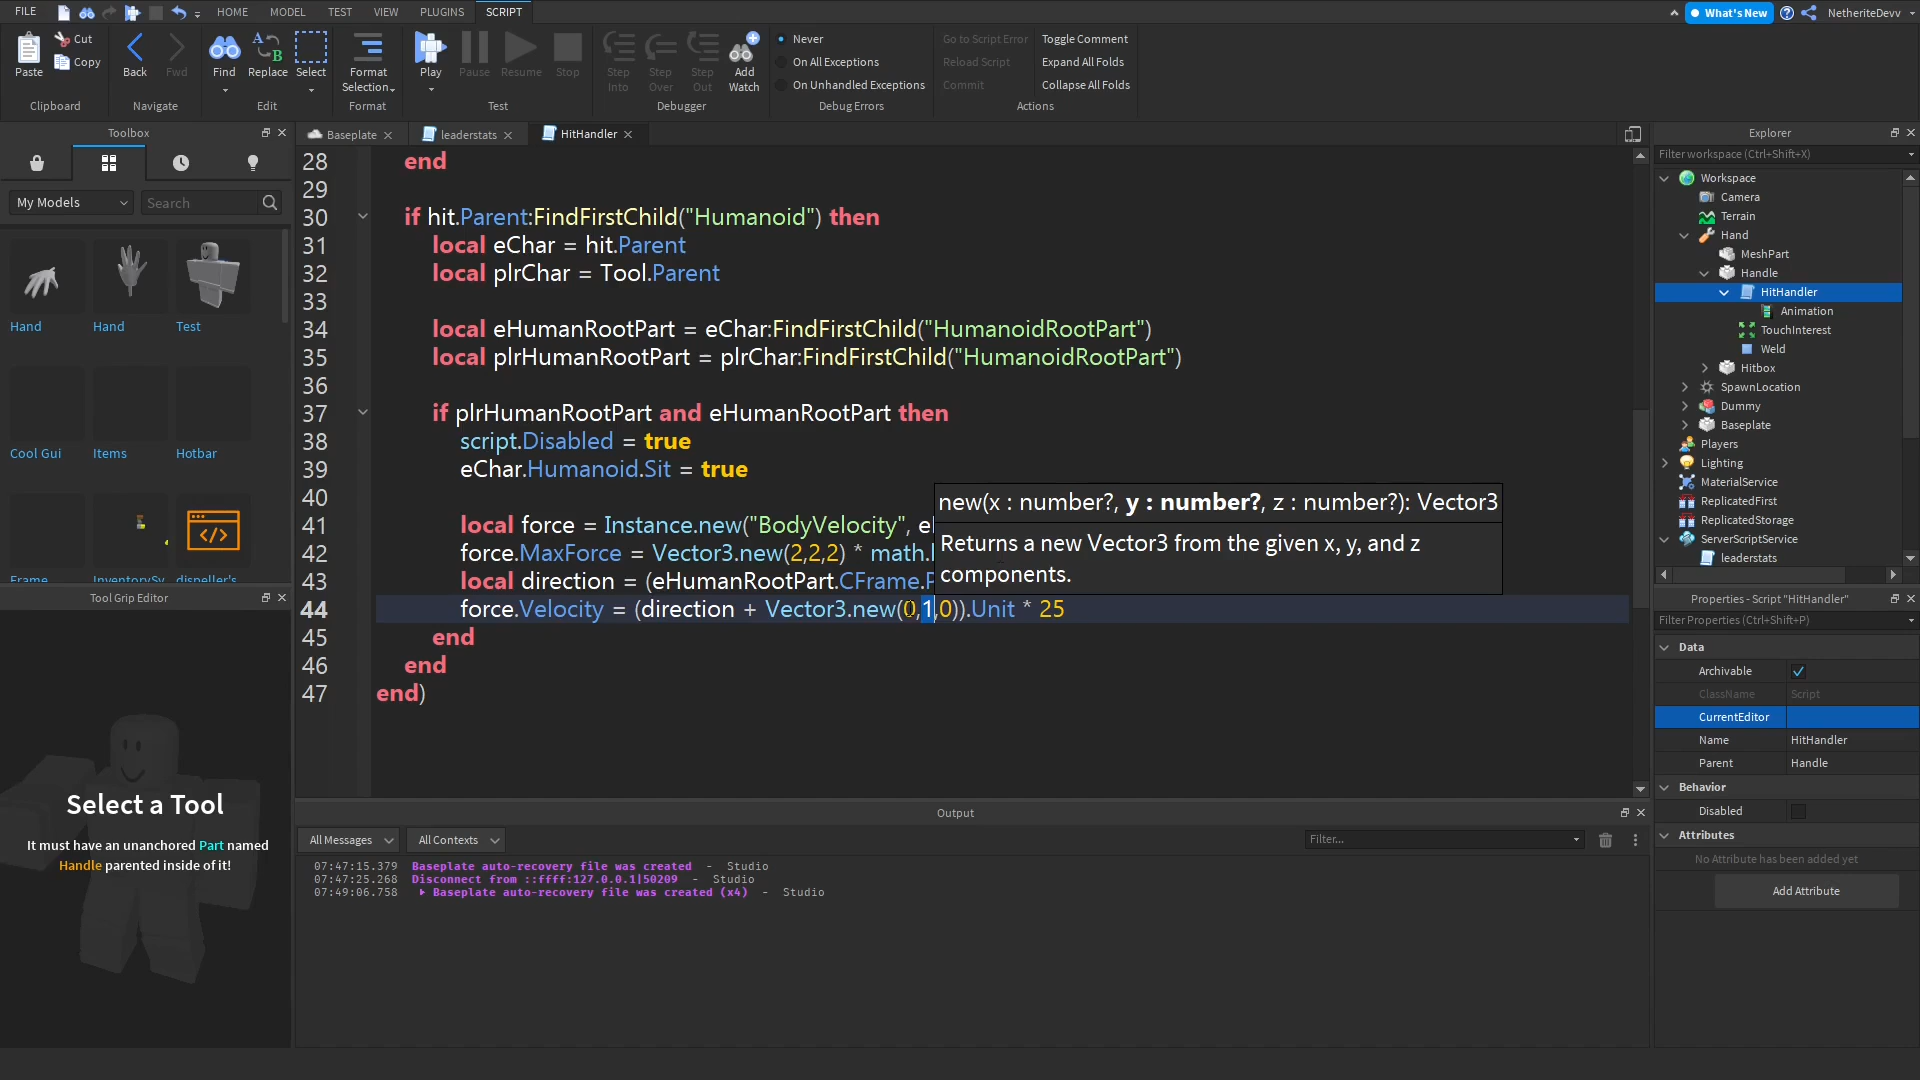 FILE HOME MODEL TEST VIEW PLUGINS SCRIPT What's New NetheriteDevv
Paste Cut Copy Back Fwd Find Replace Select Format Selection Play Pause Resume Stop Step Into Step Over Step Out Add Watch
Never
On All Exceptions
On Unhandled Exceptions
Go to Script Error
Reload Script
Commit
Toggle Comment
Expand All Folds
Collapse All Folds
Clipboard Navigate Edit Format Test Debugger Debug Errors Actions
Toolbox
My Models Search
Hand Hand Test
Cool Gui Items Hotbar
Frame InventorySy dispeller's
Tool Grip Editor
Select a Tool
It must have an unanchored Part named
Handle parented inside of it!
Baseplate leaderstats HitHandler
28 end
29
30 if hit.Parent:FindFirstChild("Humanoid") then
31 local eChar = hit.Parent
32 local plrChar = Tool.Parent
33
34 local eHumanRootPart = eChar:FindFirstChild("HumanoidRootPart")
35 local plrHumanRootPart = plrChar:FindFirstChild("HumanoidRootPart")
36
37 if plrHumanRootPart and eHumanRootPart then
38 script.Disabled = true
39 eChar.Humanoid.Sit = true
40
41 local force = Instance.new("BodyVelocity", el
42 force.MaxForce = Vector3.new(2,2,2) * math.
43 local direction = (eHumanRootPart.CFrame.
44 force.Velocity = (direction + Vector3.new(0,1,0)).Unit * 25
45 end
46 end
47 end)
new(x : number?, y : number?, z : number?): Vector3
Returns a new Vector3 from the given x, y, and z
components.
Output
All Messages All Contexts Filter...
07:47:15.379 Baseplate auto-recovery file was created - Studio
07:47:25.268 Disconnect from ::ffff:127.0.0.1|50209 - Studio
07:49:06.758 Baseplate auto-recovery file was created (x4) - Studio
Explorer
Filter workspace (Ctrl+Shift+X)
Workspace
Camera
Terrain
Hand
MeshPart
Handle
HitHandler
Animation
TouchInterest
Weld
Hitbox
SpawnLocation
Dummy
Baseplate
Players
Lighting
MaterialService
ReplicatedFirst
ReplicatedStorage
ServerScriptService
leaderstats
Properties - Script "HitHandler"
Filter Properties (Ctrl+Shift+P)
Data
Archivable
ClassName Script
CurrentEditor
Name HitHandler
Parent Handle
Behavior
Disabled
Attributes
No Attribute has been added yet
Add Attribute